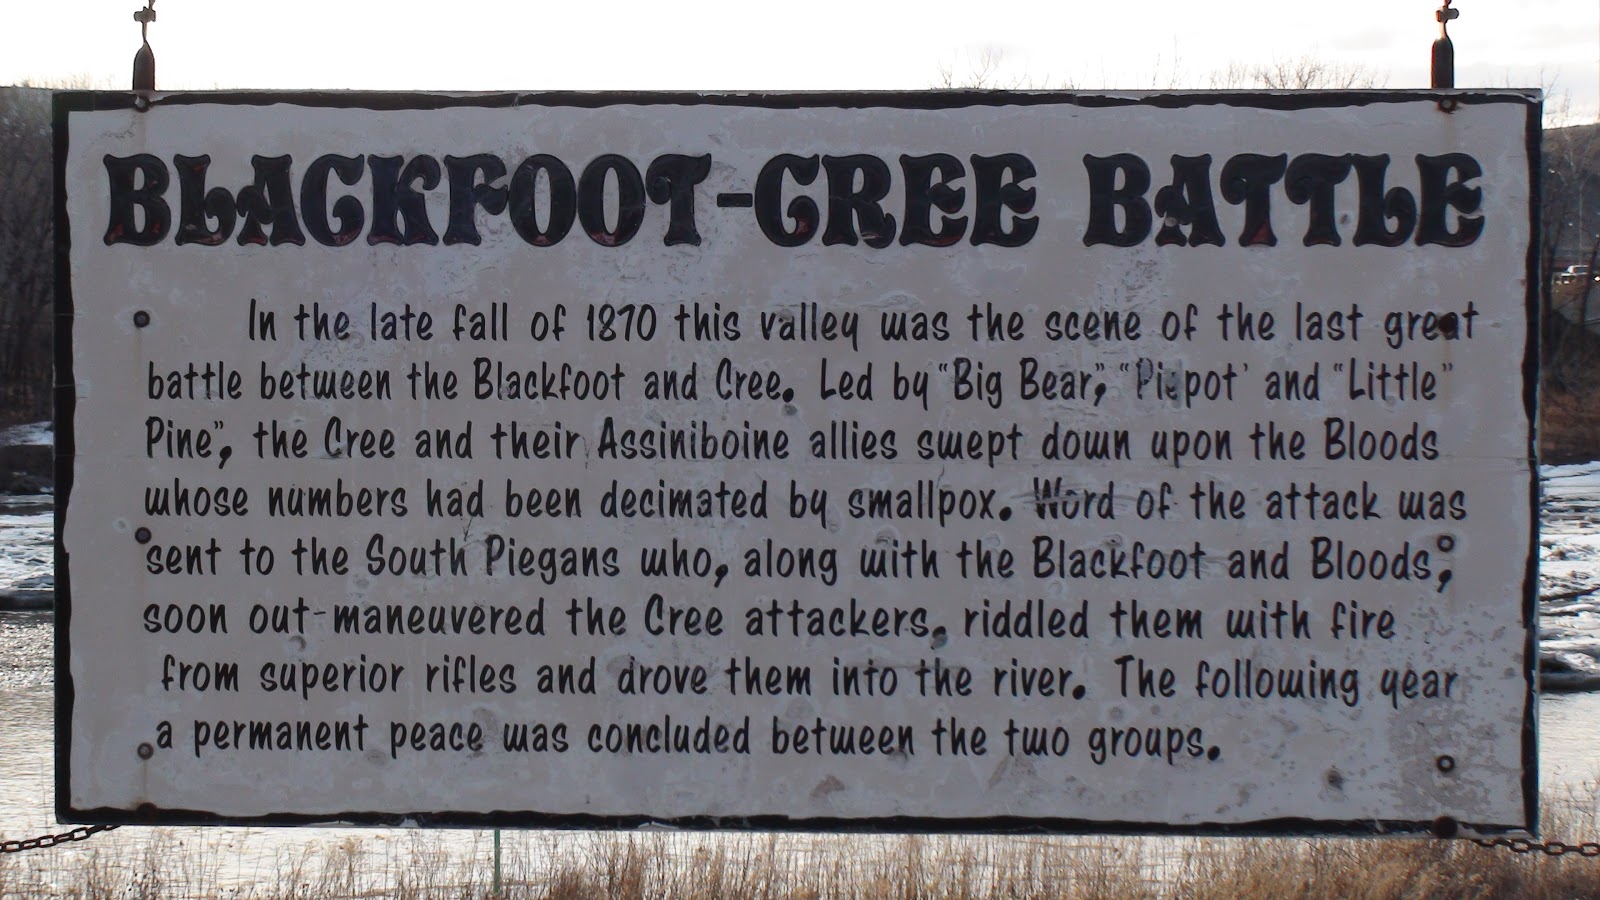 BLACKFOOT-CREE BATTLE
In the late fall of 1870 this valley was the scene of the last great
battle between the Blackfoot and Cree. Led by "Big Bear", "Piapot' and "Little"
Pine", the Cree and their Assiniboine allies swept down upon the Bloods
whose numbers had been decimated by smallpox. Word of the attack was
sent to the South Piegans who, along with the Blackfoot and Bloods,
soon out-maneuvered the Cree attackers. riddled them with fire
from superior rifles and drove them into the river. The following year
a permanent peace was concluded between the two groups.